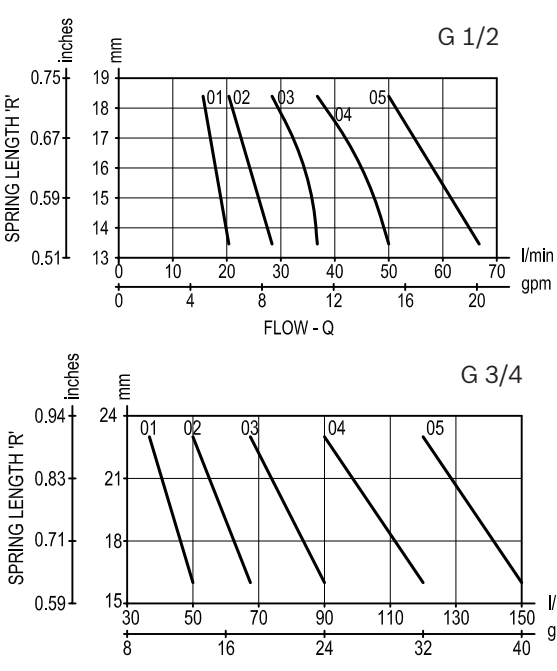 G 1/2
inches
mm
SPRING LENGTH 'R'
0.75 19
18
0.67 17
16
0.59 15
14
0.51 13
01 02 03 04 05
0 10 20 30 40 50 60 70 l/min
0 4 8 12 16 20 gpm
FLOW - Q
G 3/4
inches
mm
SPRING LENGTH 'R'
0.94 24
0.83 21
0.71 18
0.59 15
01 02 03 04 05
30 50 70 90 110 130 150 l/
8 16 24 32 40 g